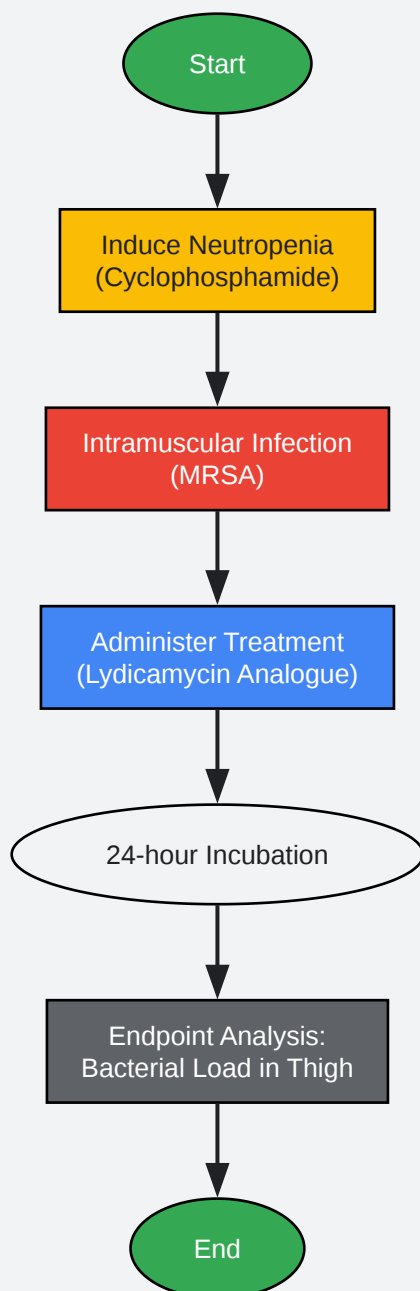 Start
Induce Neutropenia
(Cyclophosphamide)
Intramuscular Infection
(MRSA)
Administer Treatment
(Lydicamycin Analogue)
24-hour Incubation
Endpoint Analysis:
Bacterial Load in Thigh
End